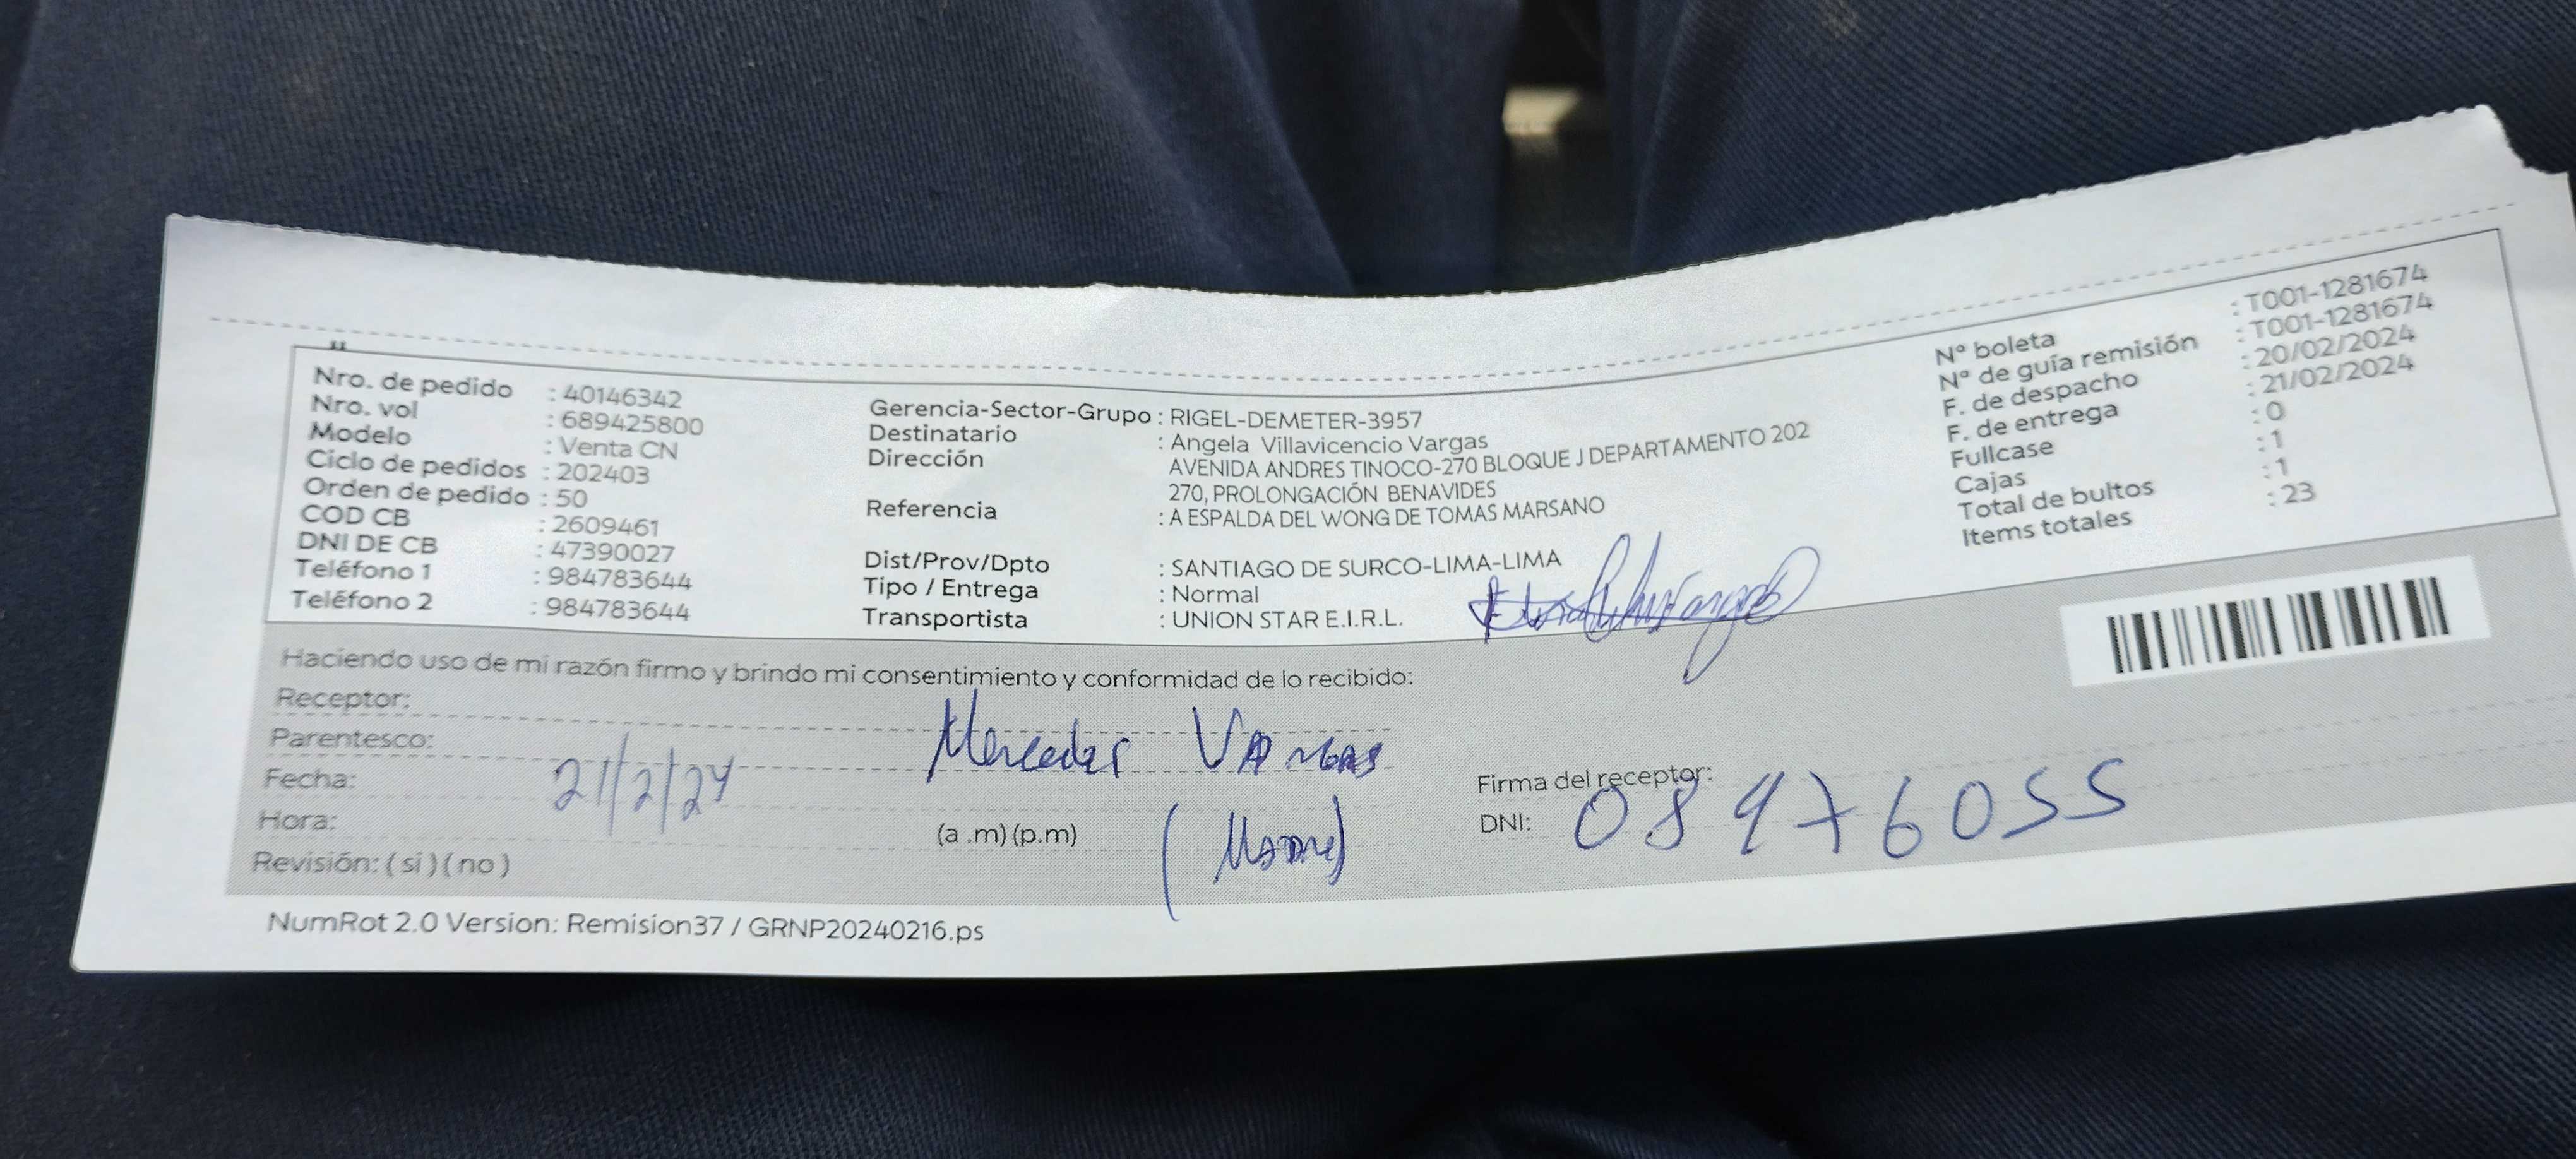 Nro. de pedido : 40146342
Nro. vol : 689425800
Modelo : Venta CN
Ciclo de pedidos : 202403
Orden de pedido : 50
COD CB : 2609461
DNI DE CB : 47390027
Teléfono 1 : 984783644
Teléfono 2 : 984783644
Gerencia-Sector-Grupo : RIGEL-DEMETER-3957
Destinatario : Angela Villavicencio Vargas
Dirección AVENIDA ANDRES TINOCO-270 BLOQUE J DEPARTAMENTO 202
270, PROLONGACIÓN BENAVIDES
Referencia : A ESPALDA DEL WONG DE TOMAS MARSANO
Dist/Prov/Dpto : SANTIAGO DE SURCO-LIMA-LIMA
Tipo / Entrega : Normal
Transportista : UNION STAR E.I.R.L.
N° boleta : T001-1281674
N° de guía remisión : T001-1281674
F. de despacho : 20/02/2024
F. de entrega : 21/02/2024
Fullcase : 0
Cajas : 1
Total de bultos : 1
Items totales : 23
Haciendo uso de mi razón firmo y brindo mi consentimiento y conformidad de lo recibido:
Receptor:
Parentesco: Mercedes VARGAS
Fecha: 21/2/24
Hora: (a .m) (p.m) (Madre)
Revisión: ( si ) ( no )
Firma del receptor:
DNI: 08976055
NumRot 2.0 Version: Remision37 / GRNP20240216.ps